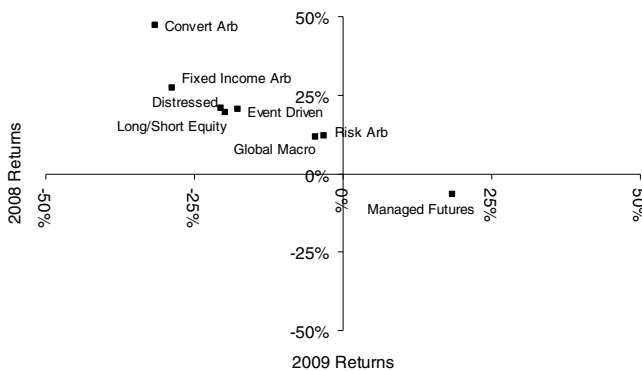 50%
Convert Arb
Fixed Income Arb
25%
Distressed
Event Driven
Long/Short Equity
Risk Arb
Global Macro
2008 Returns
-50%
-25%
0%
0%
25%
50%
Managed Futures
-25%
-50%
2009 Returns